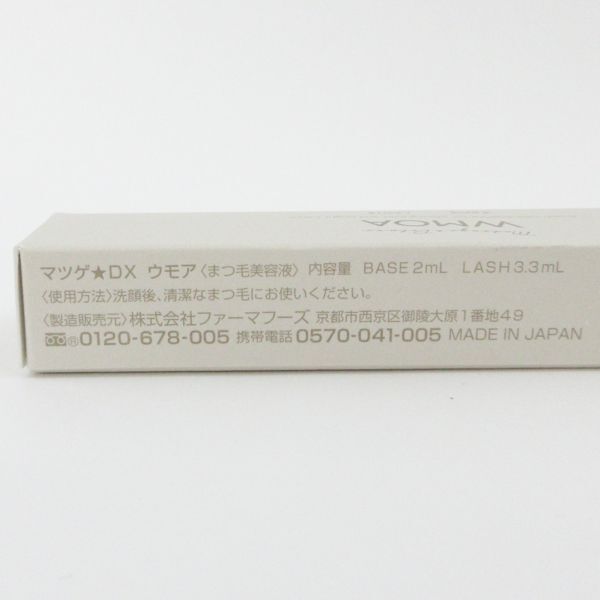 WMOA
マツゲ★DX ウモア〈まつ毛美容液〉 内容量 BASE 2mL LASH 3.3mL
〈使用方法〉洗顔後、清潔なまつ毛にお使いください。
〈製造販売元〉株式会社ファーマフーズ 京都市西京区御陵大原1番地49
®0120-678-005 携帯電話 0570-041-005 MADE IN JAPAN